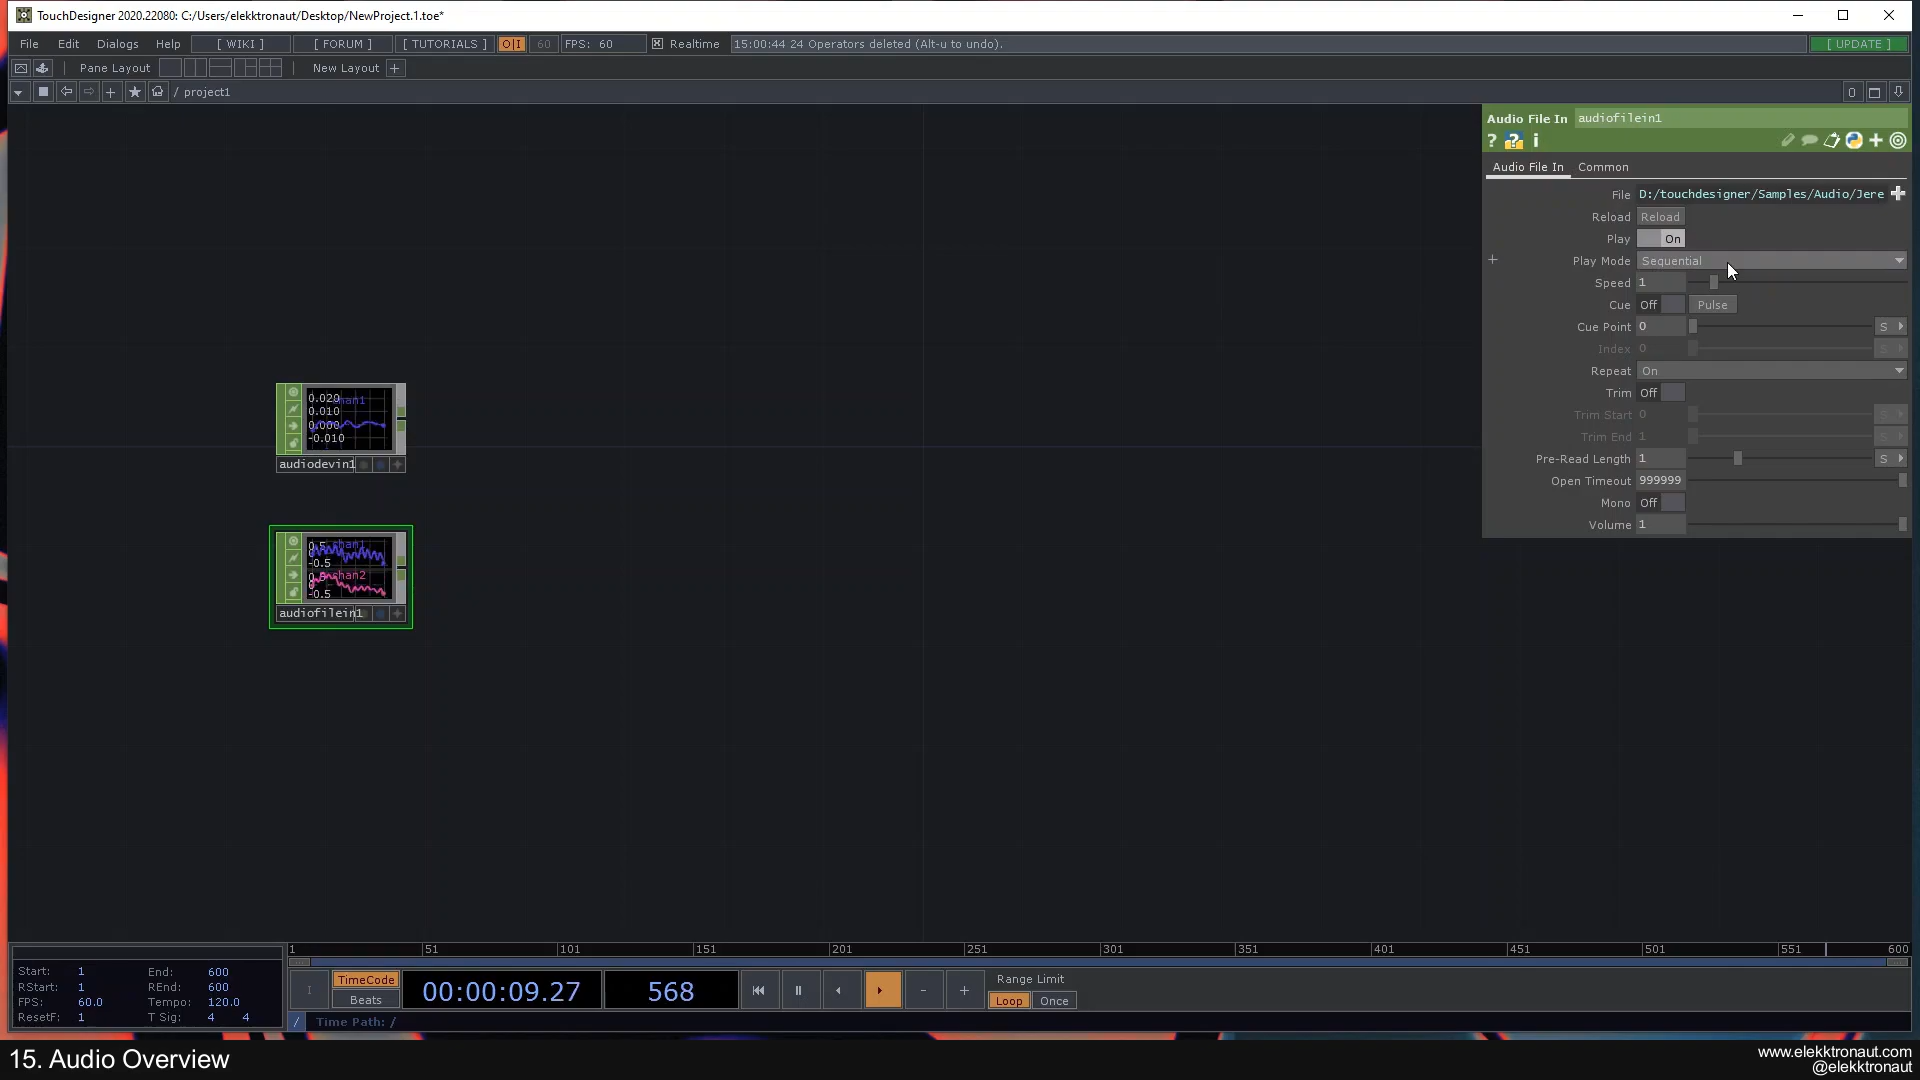 TouchDesigner 2020.22080: C:/Users/elekktronaut/Desktop/NewProject.1.toe*
File Edit Dialogs Help [ WIKI ] [ FORUM ] [ TUTORIALS ] O|I 60 FPS: 60 Realtime 15:00:44 24 Operators deleted (Alt-u to undo). [ UPDATE ]
Pane Layout New Layout +
/ project1 0
Audio File In audiofilein1
? ? i
Audio File In Common
File D:/touchdesigner/Samples/Audio/Jere
Reload Reload
Play On
+ Play Mode Sequential
Speed 1
Cue Off Pulse
Cue Point 0 S
Index 0 S
Repeat On
Trim Off
Trim Start 0 S
Trim End 1 S
Pre-Read Length 1 S
Open Timeout 999999
Mono Off
Volume 1
0.020 chan1
0.010
0.000
-0.010
audiodevin1
0.5 chan1
0
-0.5
0.5 chan2
0
-0.5
audiofilein1
1 51 101 151 201 251 301 351 401 451 501 551 600
Start: 1 End: 600
RStart: 1 REnd: 600
FPS: 60.0 Tempo: 120.0
ResetF: 1 T Sig: 4 4
TimeCode
Beats
00:00:09.27 568
- +
Range Limit
Loop Once
/ Time Path: /
15. Audio Overview
www.elekktronaut.com
@elekktronaut